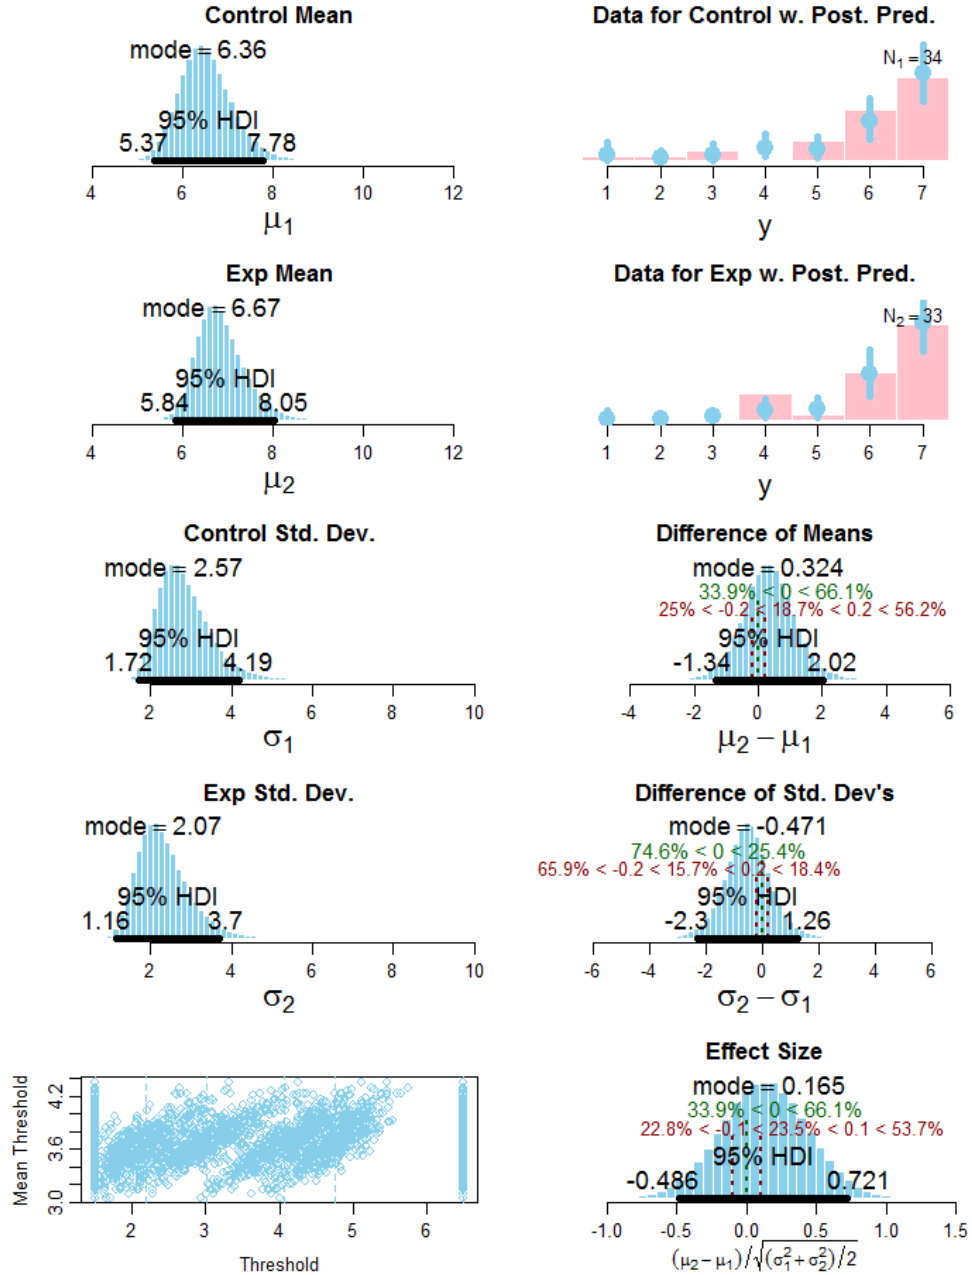 Control Mean
mode = 6.36
95% HDI
5.37 7.78
4 6 8 10 12
μ1
Data for Control w. Post. Pred.
N1 = 34
1 2 3 4 5 6 7
y
Exp Mean
mode = 6.67
95% HDI
5.84 8.05
4 6 8 10 12
μ2
Data for Exp w. Post. Pred.
N2 = 33
1 2 3 4 5 6 7
y
Control Std. Dev.
mode = 2.57
95% HDI
1.72 4.19
2 4 6 8 10
σ1
Difference of Means
mode = 0.324
33.9% < 0 < 66.1%
25% < -0.2 < 18.7% < 0.2 < 56.2%
95% HDI
-1.34 2.02
-4 -2 0 2 4 6
μ2 − μ1
Exp Std. Dev.
mode = 2.07
95% HDI
1.16 3.7
2 4 6 8 10
σ2
Difference of Std. Dev's
mode = -0.471
74.6% < 0 < 25.4%
65.9% < -0.2 < 15.7% < 0.2 < 18.4%
95% HDI
-2.3 1.26
-6 -4 -2 0 2 4 6
σ2 − σ1
Mean Threshold
3.0 3.6 4.2
2 3 4 5 6
Threshold
Effect Size
mode = 0.165
33.9% < 0 < 66.1%
22.8% < -0.1 < 23.5% < 0.1 < 53.7%
95% HDI
-0.486 0.721
-1.0 -0.5 0.0 0.5 1.0 1.5
(μ2 − μ1)/√(σ1² + σ2²)/2